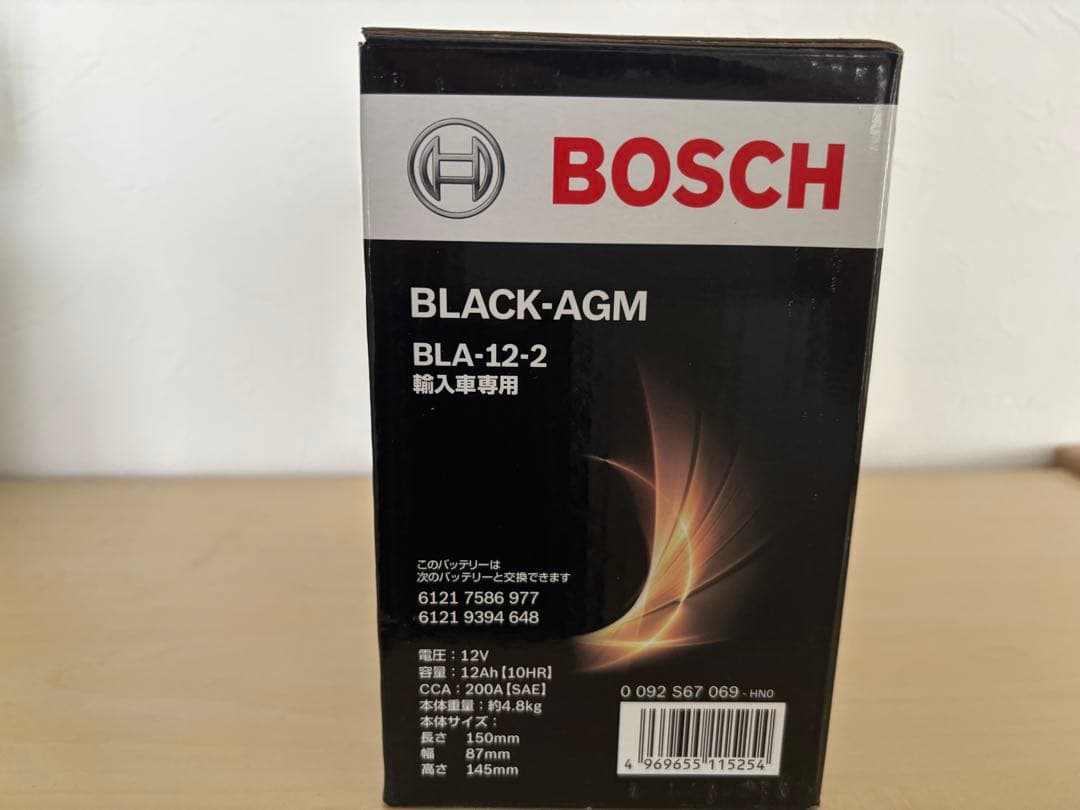 BOSCH
BLACK-AGM
BLA-12-2
輸入車専用
このバッテリーは
次のバッテリーと交換できます
6121 7586 977
6121 9394 648
電圧：12V
容量：12Ah【10HR】
CCA：200A【SAE】
本体重量：約4.8kg
本体サイズ：
長さ 150mm
幅 87mm
高さ 145mm
0 092 S67 069 - HN0
4 969655 115254